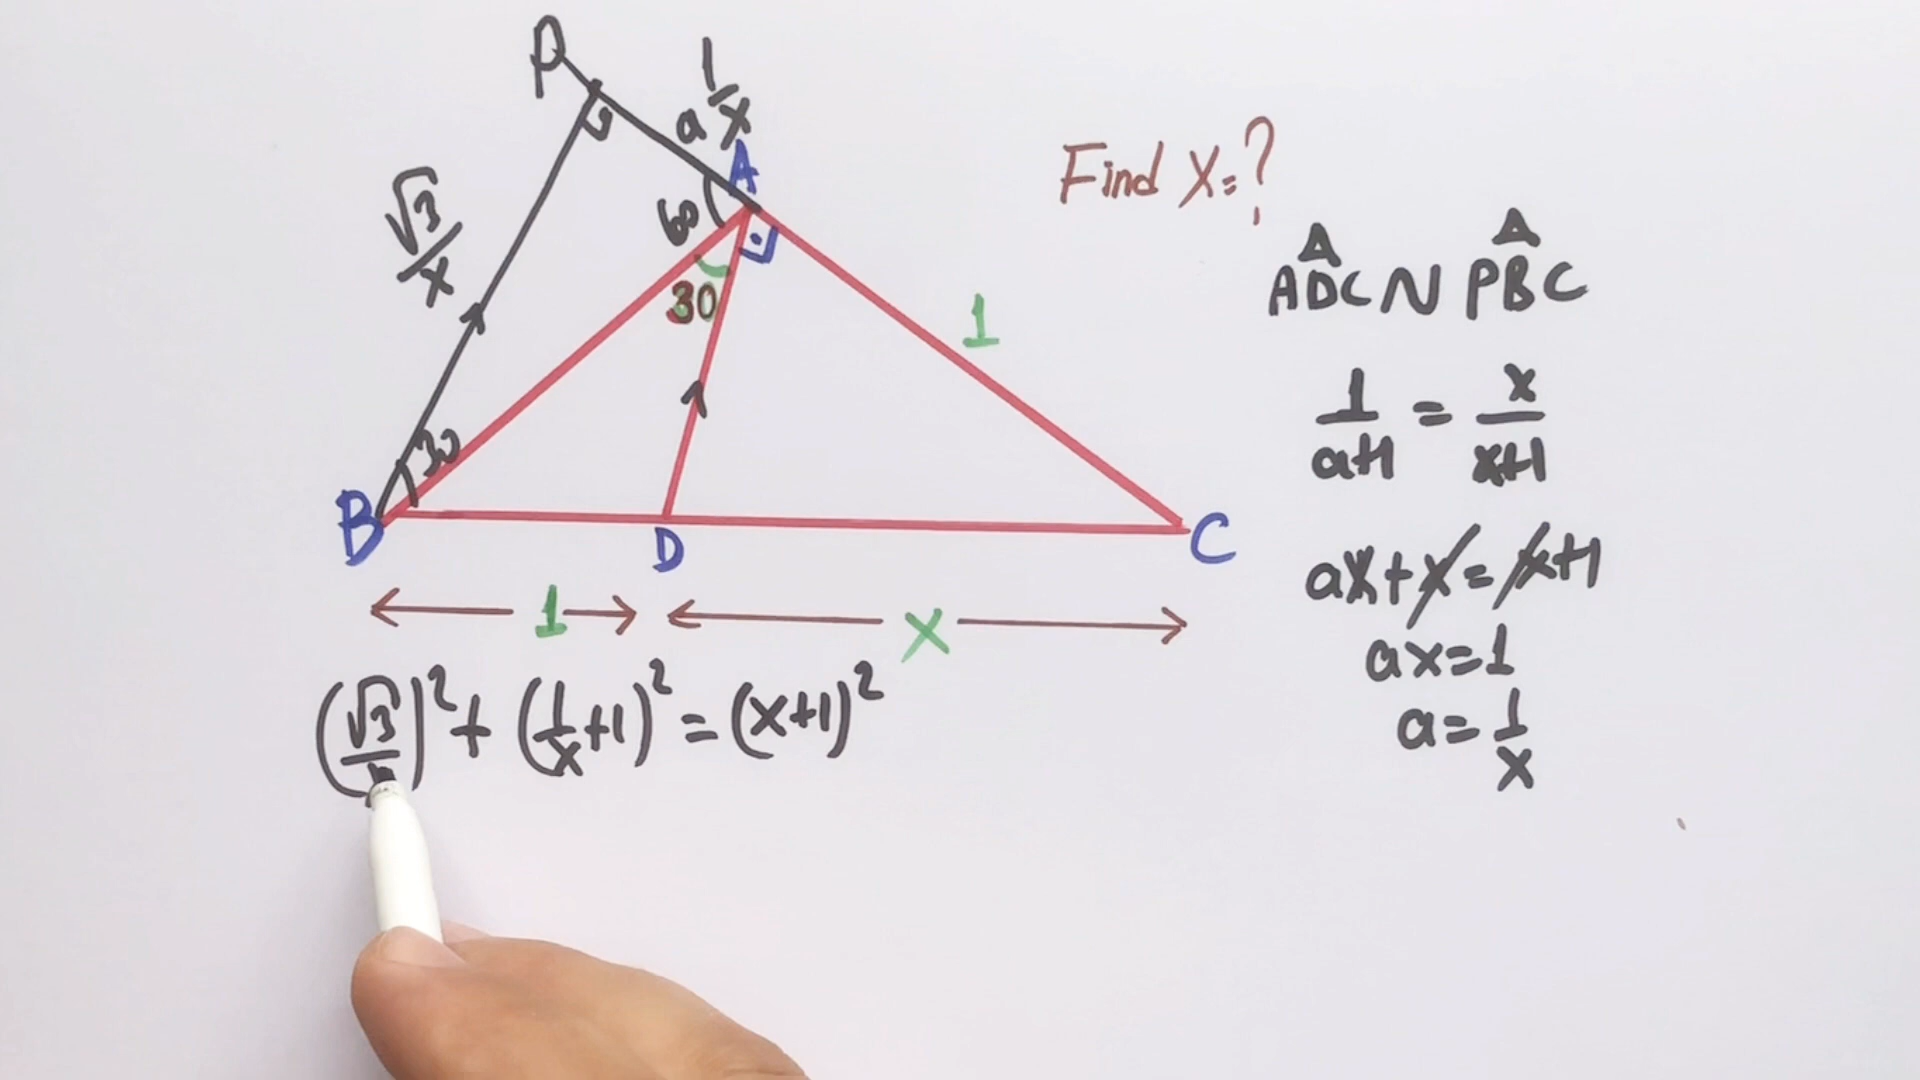 P
a 1/x
A
√3/x
60
30
1
30
B
D
C
1
x
Find X=?
ADC ~ PBC
1/(a+1) = x/(x+1)
ax+x=x+1
ax=1
a=1/x
(√3/x)² + (1/x+1)² = (x+1)²